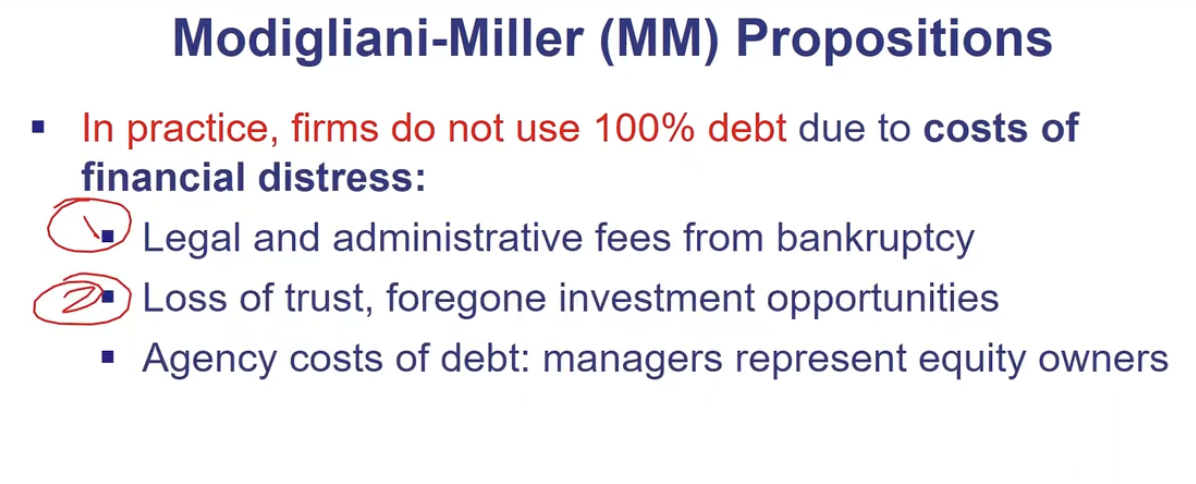 Modigliani-Miller (MM) Propositions
▪ In practice, firms do not use 100% debt due to costs of
financial distress:
1 ▪ Legal and administrative fees from bankruptcy
2 ▪ Loss of trust, foregone investment opportunities
▪ Agency costs of debt: managers represent equity owners